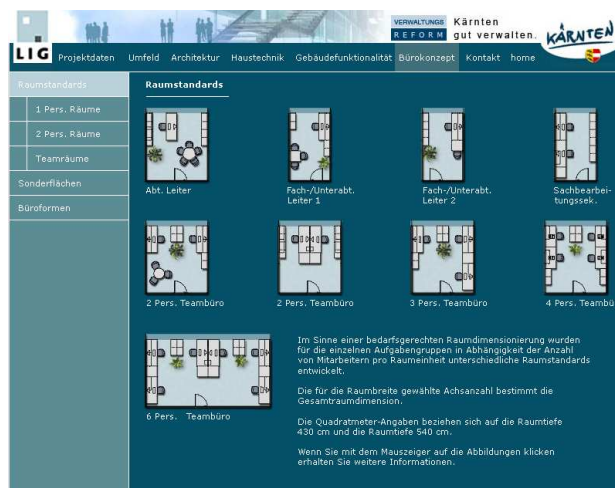 VERWALTUNGS
REFORM
Kärnten
gut verwalten.
KÄRNTEN
LIG
Projektdaten Umfeld Architektur Haustechnik Gebäudefunktionalität Bürokonzept Kontakt home
Raumstandards
1 Pers. Räume
2 Pers. Räume
Teamräume
Sonderflächen
Büroformen
Raumstandards
Abt. Leiter
Fach-/Unterabt.
Leiter 1
Fach-/Unterabt.
Leiter 2
Sachbearbei-
tungssek.
2 Pers. Teambüro
2 Pers. Teambüro
3 Pers. Teambüro
4 Pers. Teambü
6 Pers. Teambüro
Im Sinne einer bedarfsgerechten Raumdimensionierung wurden
für die einzelnen Aufgabengruppen in Abhängigkeit der Anzahl
von Mitarbeitern pro Raumeinheit unterschiedliche Raumstandards
entwickelt.
Die für die Raumbreite gewählte Achsanzahl bestimmt die
Gesamtraumdimension.
Die Quadratmeter-Angaben beziehen sich auf die Raumtiefe
430 cm und die Raumtiefe 540 cm.
Wenn Sie mit dem Mauszeiger auf die Abbildungen klicken
erhalten Sie weitere Informationen.